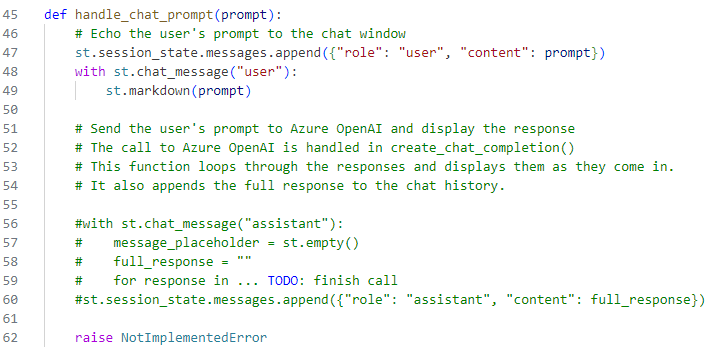 45 def handle_chat_prompt(prompt):
46     # Echo the user's prompt to the chat window
47     st.session_state.messages.append({"role": "user", "content": prompt})
48     with st.chat_message("user"):
49         st.markdown(prompt)
50
51     # Send the user's prompt to Azure OpenAI and display the response
52     # The call to Azure OpenAI is handled in create_chat_completion()
53     # This function loops through the responses and displays them as they come in.
54     # It also appends the full response to the chat history.
55
56     #with st.chat_message("assistant"):
57     #    message_placeholder = st.empty()
58     #    full_response = ""
59     #    for response in ... TODO: finish call
60     #st.session_state.messages.append({"role": "assistant", "content": full_response})
61
62     raise NotImplementedError